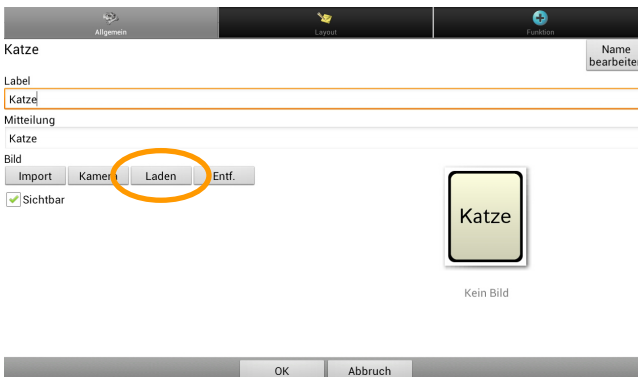 Allgemein
Layout
Funktion
Katze
Name
bearbeiten
Label
Katze
Mitteilung
Katze
Bild
Import
Kamera
Laden
Entf.
Sichtbar
Katze
Kein Bild
OK
Abbruch